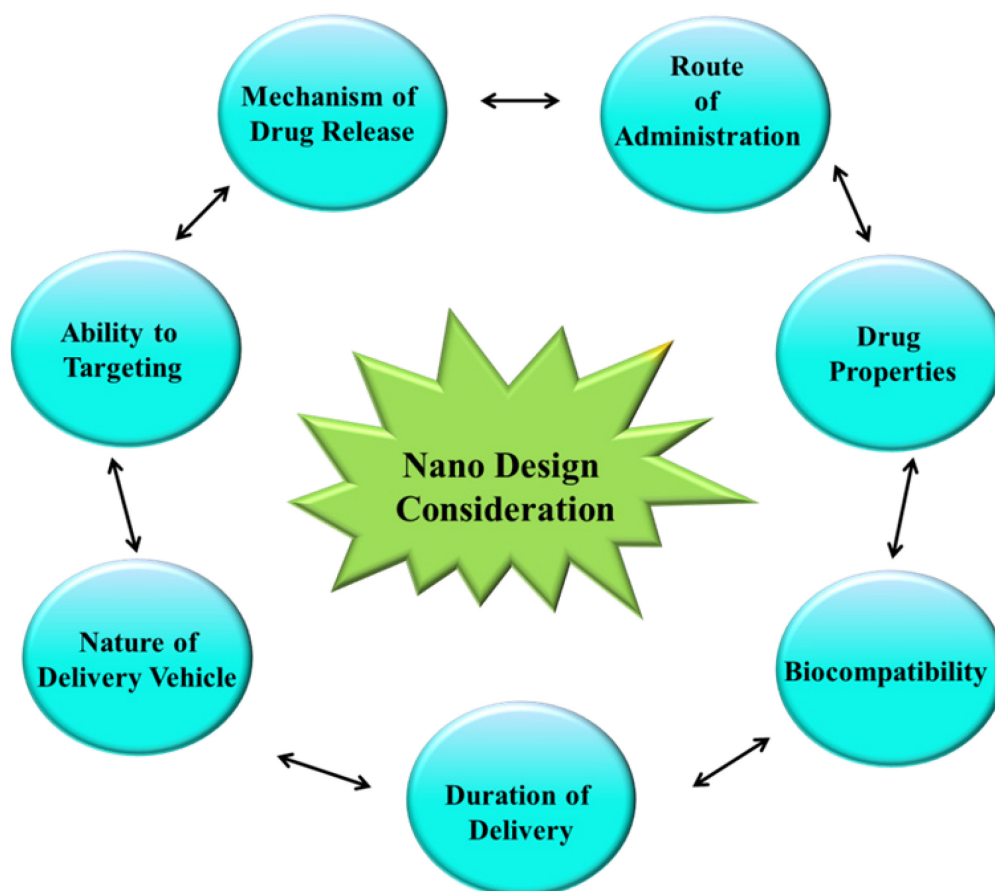 Mechanism of
Drug Release
Route
of
Administration
Ability to
Targeting
Drug
Properties
Nano Design
Consideration
Nature of
Delivery Vehicle
Biocompatibility
Duration of
Delivery